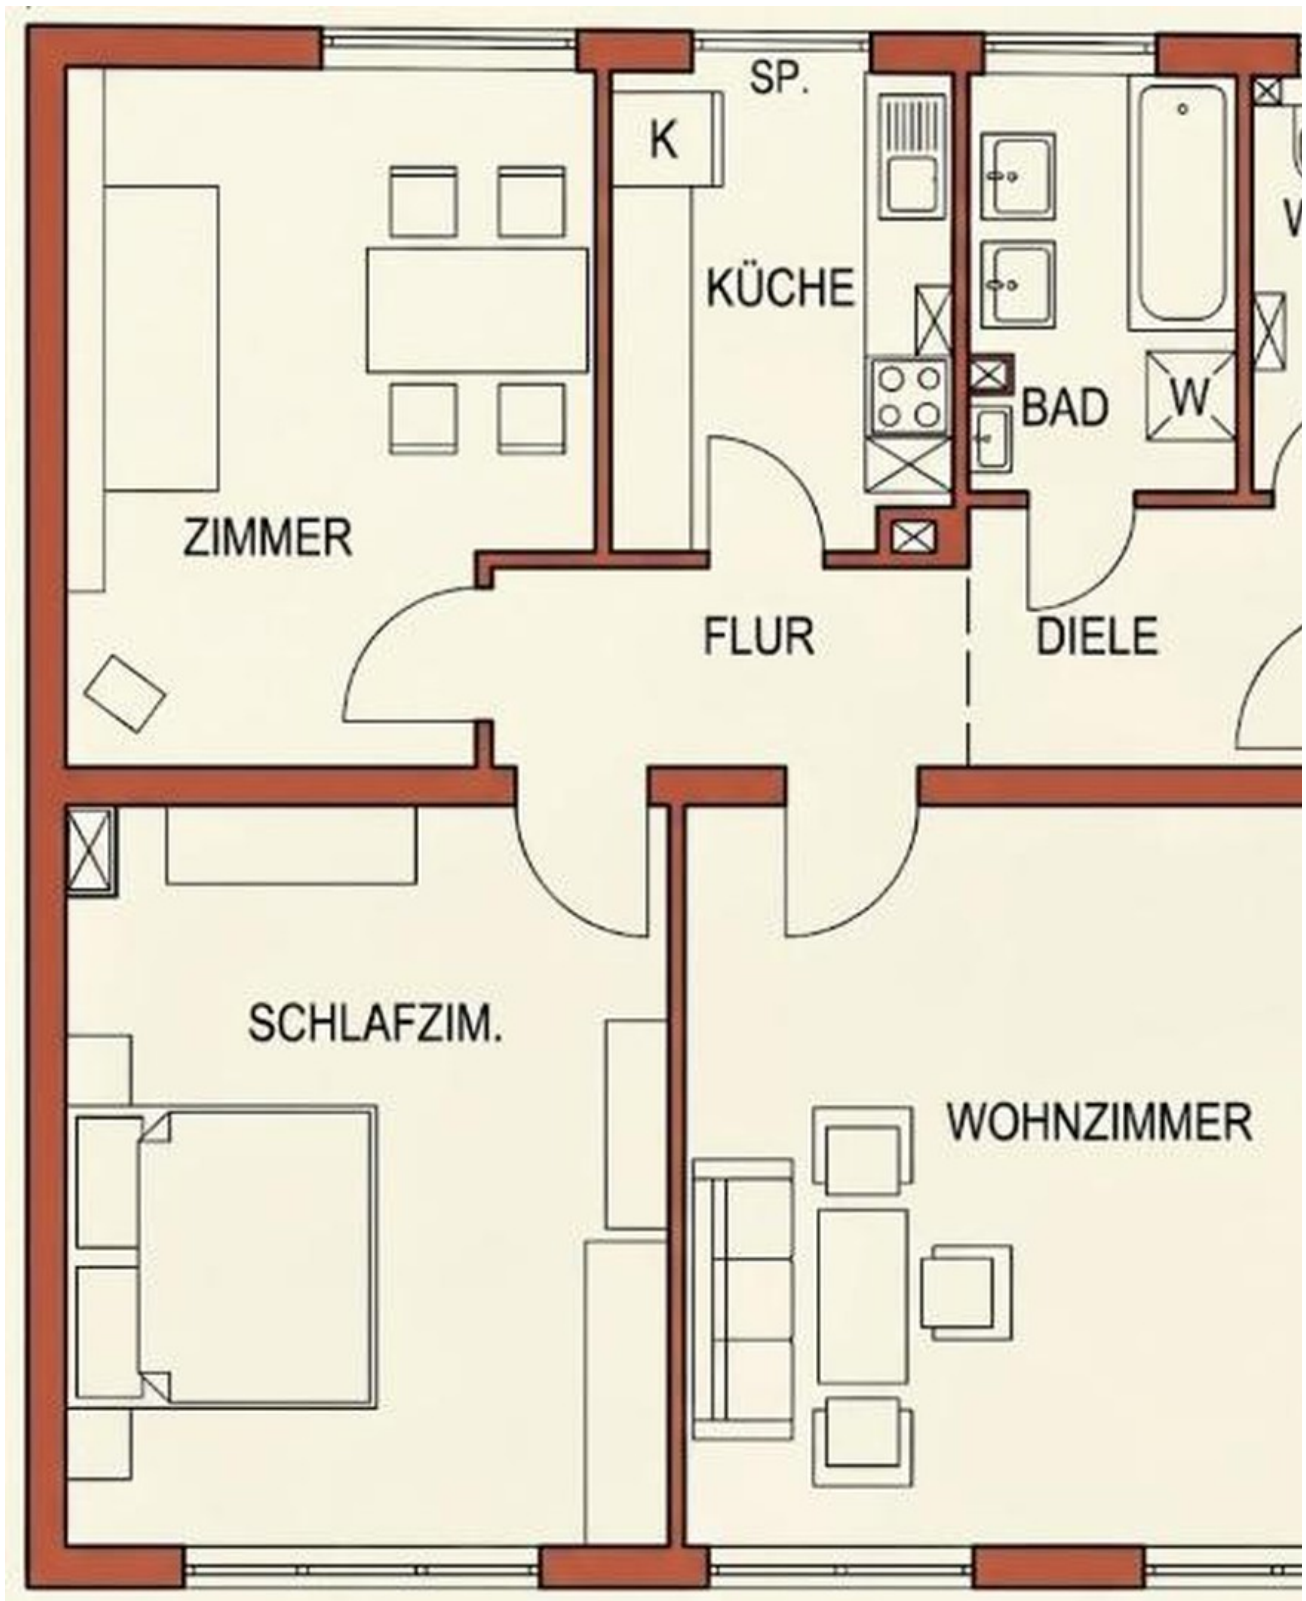 SP.
K
KÜCHE
W
BAD
ZIMMER
FLUR
DIELE
SCHLAFZIM.
WOHNZIMMER